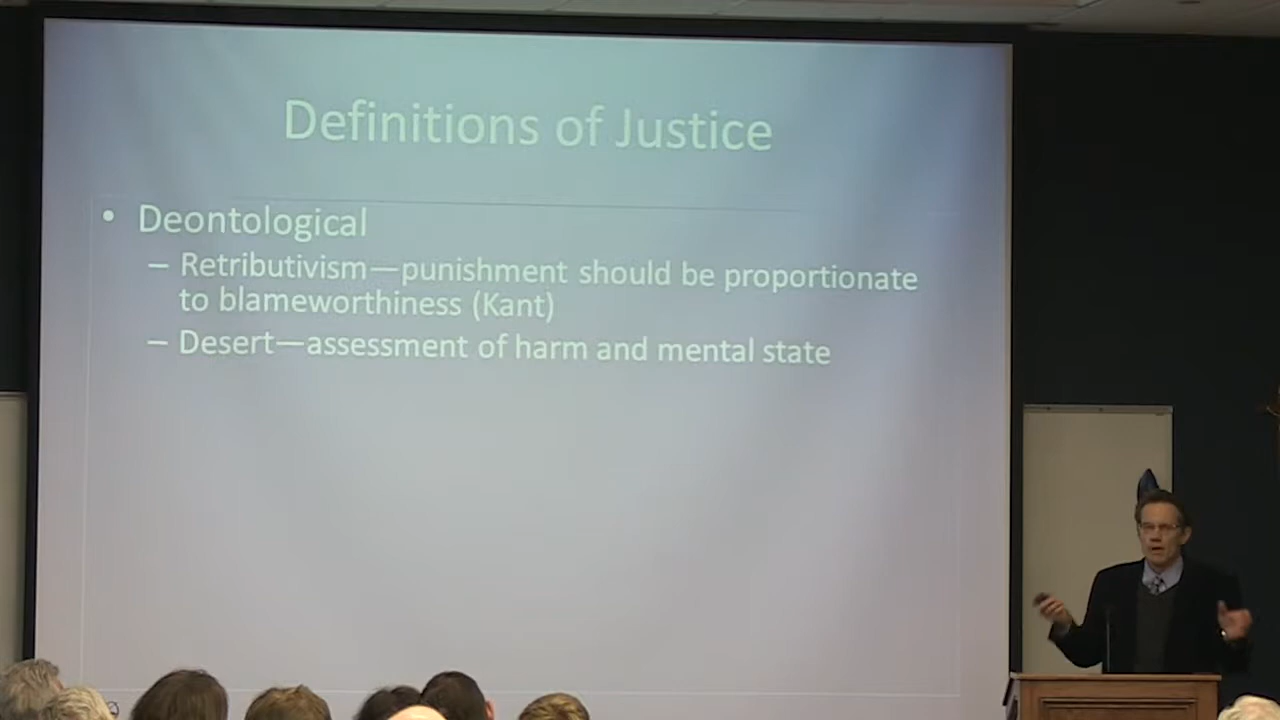 Definitions of Justice
• Deontological
– Retributivism—punishment should be proportionate
to blameworthiness (Kant)
– Desert—assessment of harm and mental state